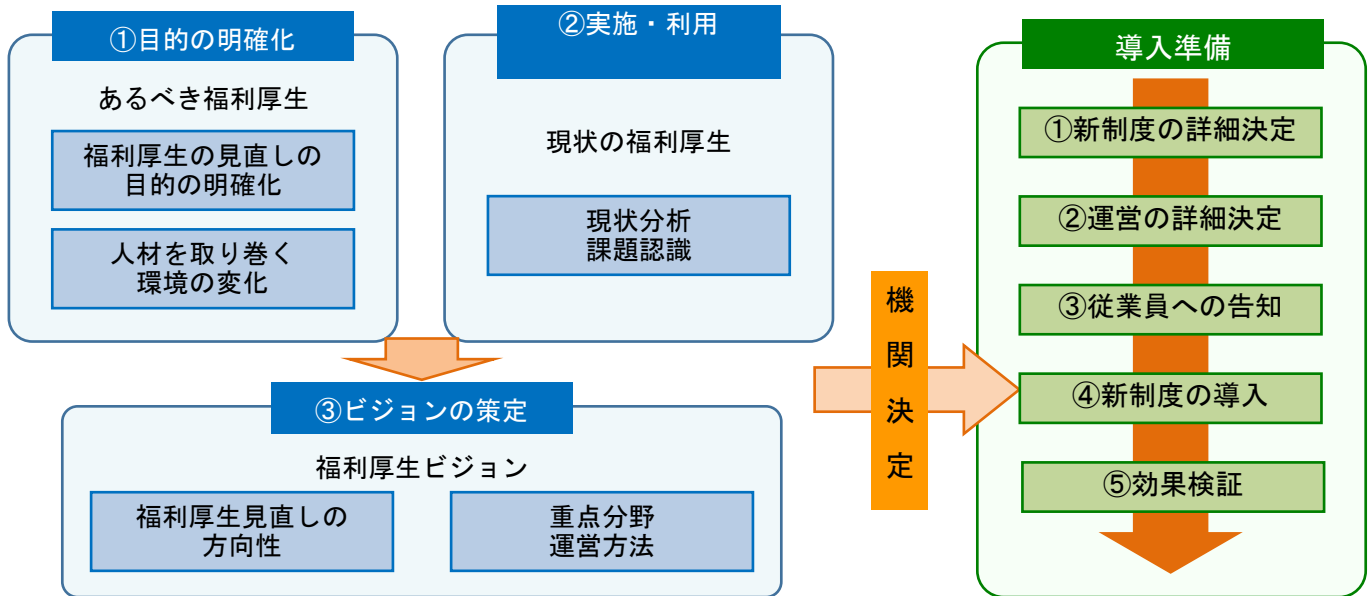 ①目的の明確化
あるべき福利厚生
福利厚生の見直しの
目的の明確化
人材を取り巻く
環境の変化
②実施・利用
現状の福利厚生
現状分析
課題認識
③ビジョンの策定
福利厚生ビジョン
福利厚生見直しの
方向性
重点分野
運営方法
機関決定
導入準備
①新制度の詳細決定
②運営の詳細決定
③従業員への告知
④新制度の導入
⑤効果検証